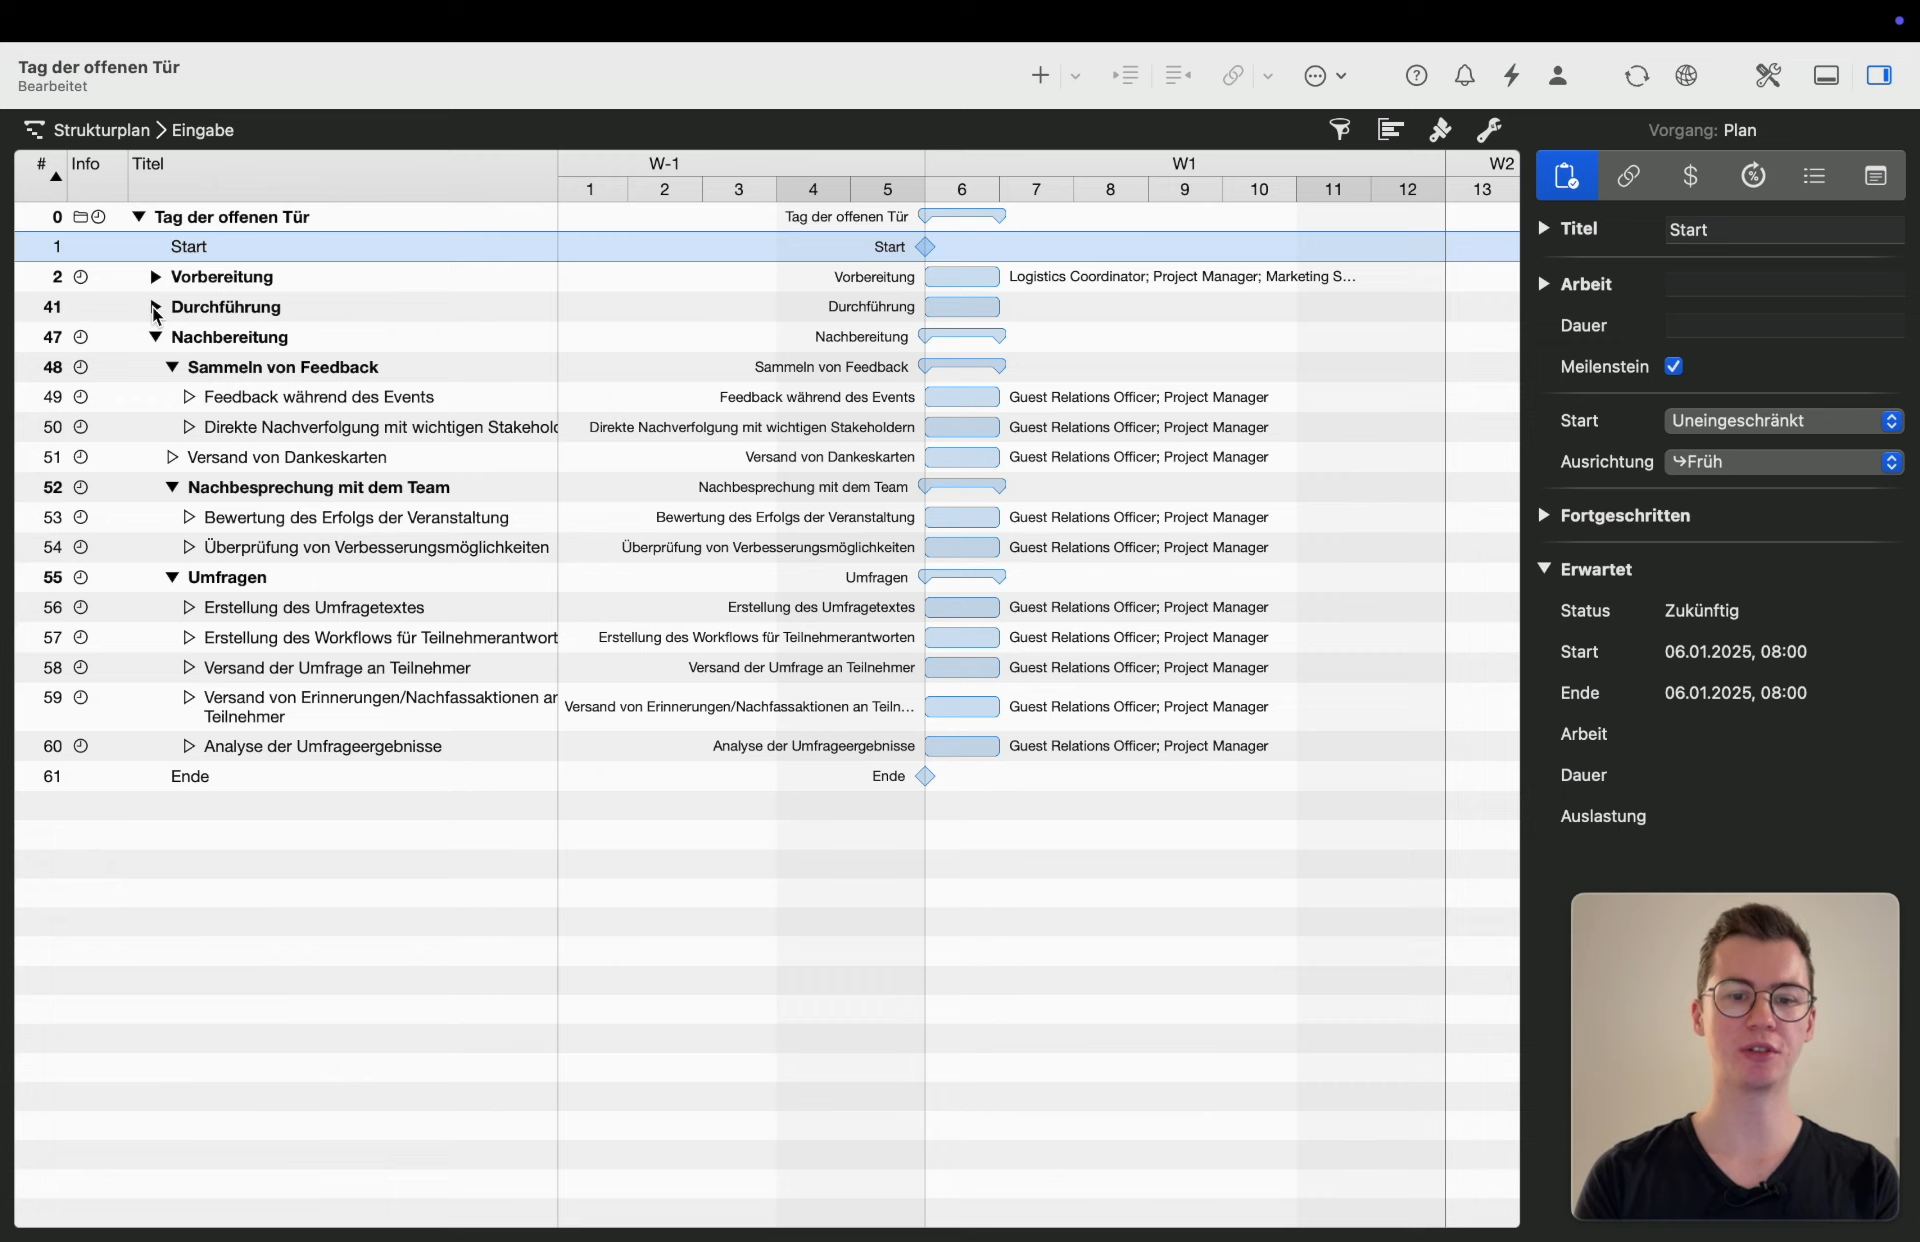 Tag der offenen Tür
Bearbeitet
Strukturplan Eingabe
Vorgang: Plan
# Info Titel W-1 W1 W2
1 2 3 4 5 6 7 8 9 10 11 12 13
0 Tag der offenen Tür Tag der offenen Tür
1 Start Start
2 Vorbereitung Vorbereitung Logistics Coordinator; Project Manager; Marketing S...
41 Durchführung Durchführung
47 Nachbereitung Nachbereitung
48 Sammeln von Feedback Sammeln von Feedback
49 Feedback während des Events Feedback während des Events Guest Relations Officer; Project Manager
50 Direkte Nachverfolgung mit wichtigen Stakehold Direkte Nachverfolgung mit wichtigen Stakeholdern Guest Relations Officer; Project Manager
51 Versand von Dankeskarten Versand von Dankeskarten Guest Relations Officer; Project Manager
52 Nachbesprechung mit dem Team Nachbesprechung mit dem Team
53 Bewertung des Erfolgs der Veranstaltung Bewertung des Erfolgs der Veranstaltung Guest Relations Officer; Project Manager
54 Überprüfung von Verbesserungsmöglichkeiten Überprüfung von Verbesserungsmöglichkeiten Guest Relations Officer; Project Manager
55 Umfragen Umfragen
56 Erstellung des Umfragetextes Erstellung des Umfragetextes Guest Relations Officer; Project Manager
57 Erstellung des Workflows für Teilnehmerantwort Erstellung des Workflows für Teilnehmerantworten Guest Relations Officer; Project Manager
58 Versand der Umfrage an Teilnehmer Versand der Umfrage an Teilnehmer Guest Relations Officer; Project Manager
59 Versand von Erinnerungen/Nachfassaktionen an
Teilnehmer
Versand von Erinnerungen/Nachfassaktionen an Teiln... Guest Relations Officer; Project Manager
60 Analyse der Umfrageergebnisse Analyse der Umfrageergebnisse Guest Relations Officer; Project Manager
61 Ende Ende
Titel Start
Arbeit
Dauer
Meilenstein
Start Uneingeschränkt
Ausrichtung Früh
Fortgeschritten
Erwartet
Status Zukünftig
Start 06.01.2025, 08:00
Ende 06.01.2025, 08:00
Arbeit
Dauer
Auslastung